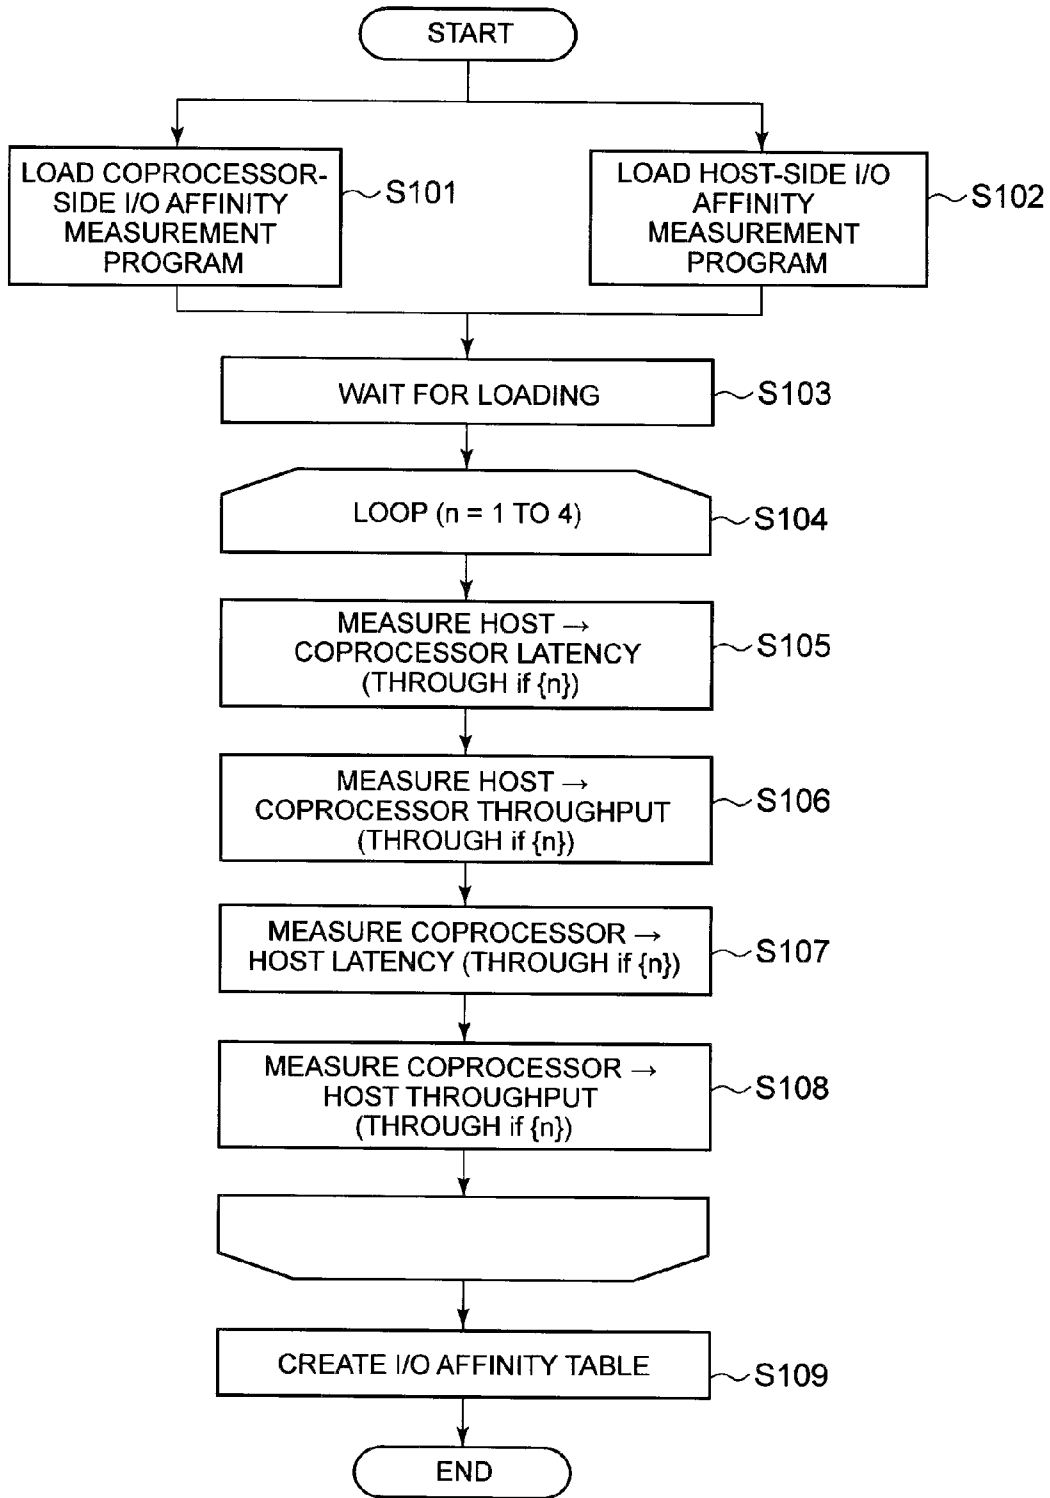 START
LOAD COPROCESSOR-
SIDE I/O AFFINITY
MEASUREMENT
PROGRAM
S101
LOAD HOST-SIDE I/O
AFFINITY
MEASUREMENT
PROGRAM
S102
WAIT FOR LOADING
S103
LOOP (n = 1 TO 4)
S104
MEASURE HOST →
COPROCESSOR LATENCY
(THROUGH if {n})
S105
MEASURE HOST →
COPROCESSOR THROUGHPUT
(THROUGH if {n})
S106
MEASURE COPROCESSOR →
HOST LATENCY (THROUGH if {n})
S107
MEASURE COPROCESSOR →
HOST THROUGHPUT
(THROUGH if {n})
S108
CREATE I/O AFFINITY TABLE
S109
END